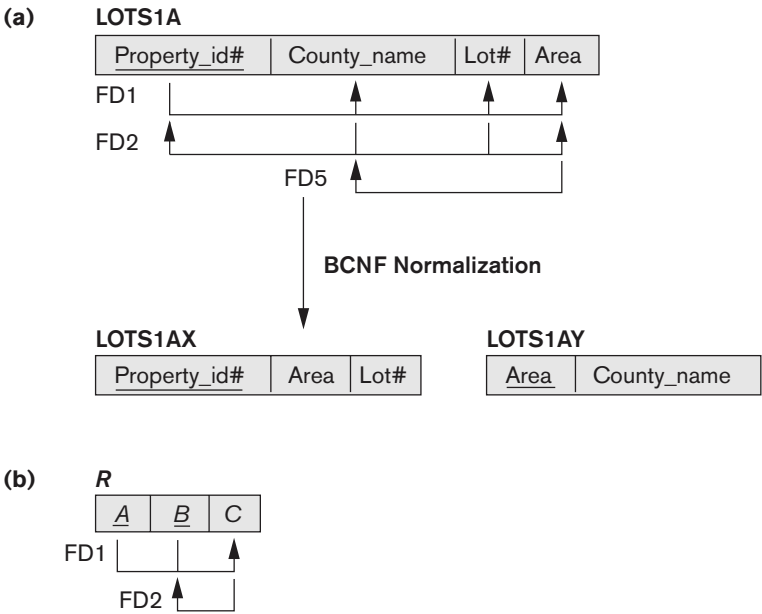 (a) LOTS1A
Property_id# County_name Lot# Area
FD1
FD2
FD5
BCNF Normalization
LOTS1AX LOTS1AY
Property_id# Area Lot# Area County_name
(b) R
A B C
FD1
FD2